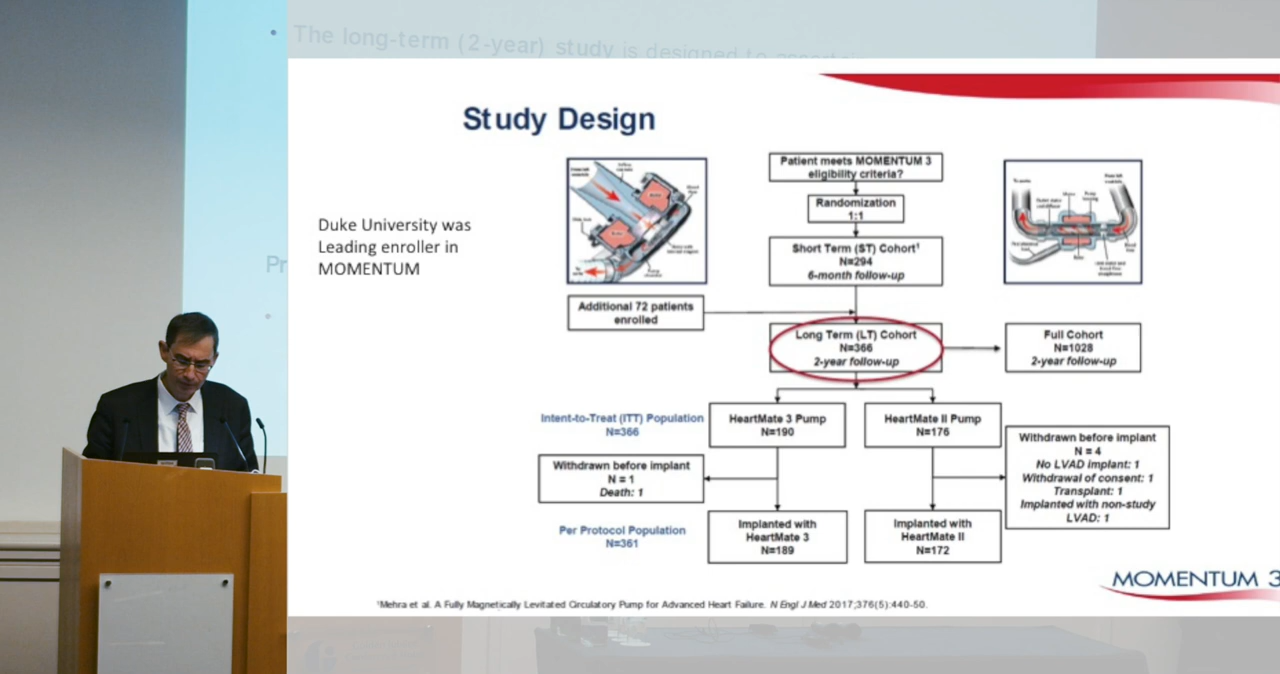 The long-term (2-year) study is designed to
Pr
Study Design
Duke University was
Leading enroller in
MOMENTUM
Patient meets MOMENTUM 3
eligibility criteria?
Randomization
1:1
Short Term (ST) Cohort¹
N=294
6-month follow-up
Additional 72 patients
enrolled
Long Term (LT) Cohort
N=366
2-year follow-up
Full Cohort
N=1028
2-year follow-up
Intent-to-Treat (ITT) Population
N=366
HeartMate 3 Pump
N=190
HeartMate II Pump
N=176
Withdrawn before implant
N = 1
Death: 1
Withdrawn before implant
N = 4
No LVAD implant: 1
Withdrawal of consent: 1
Transplant: 1
Implanted with non-study
LVAD: 1
Per Protocol Population
N=361
Implanted with
HeartMate 3
N=189
Implanted with
HeartMate II
N=172
MOMENTUM 3
¹Mehra et al. A Fully Magnetically Levitated Circulatory Pump for Advanced Heart Failure. N Engl J Med 2017;376(5):440-50.